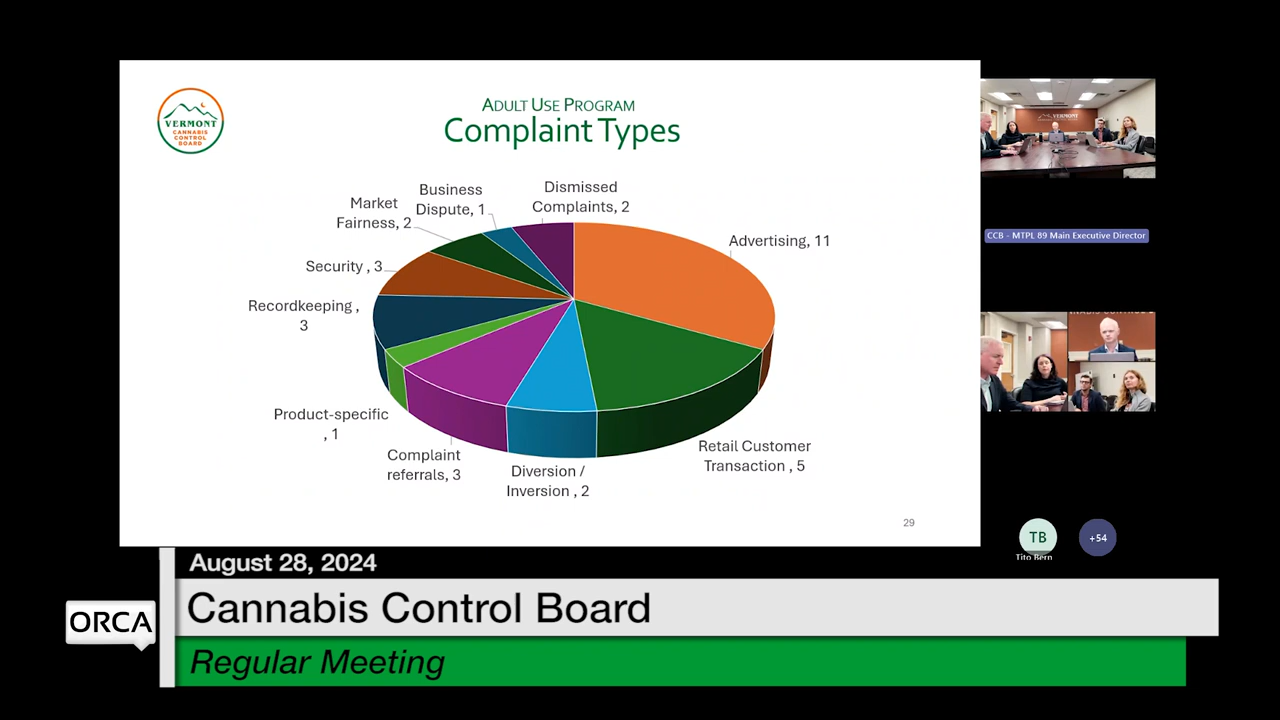 ADULT USE PROGRAM
Complaint Types
VERMONT
CANNABIS
CONTROL
BOARD
Dismissed
Complaints, 2
Business
Dispute, 1
Market
Fairness, 2
Advertising, 11
Security , 3
Recordkeeping ,
3
Product-specific
, 1
Complaint
referrals, 3
Diversion /
Inversion , 2
Retail Customer
Transaction , 5
29
VERMONT
CCB - MTPL 89 Main Executive Director
TB
Tito Bern
+54
August 28, 2024
ORCA
Cannabis Control Board
Regular Meeting